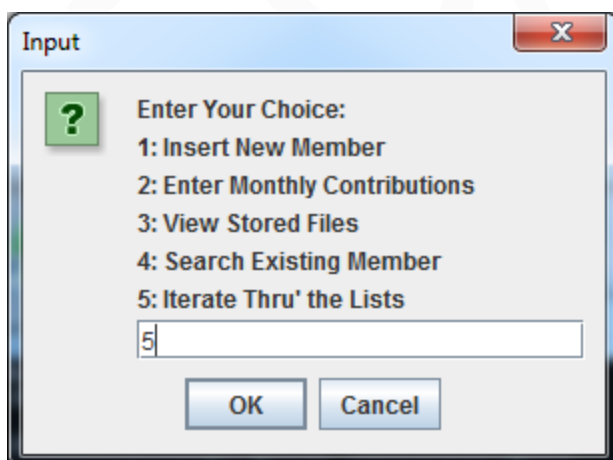 Input
x
?
Enter Your Choice:
1: Insert New Member
2: Enter Monthly Contributions
3: View Stored Files
4: Search Existing Member
5: Iterate Thru' the Lists
5
OK Cancel